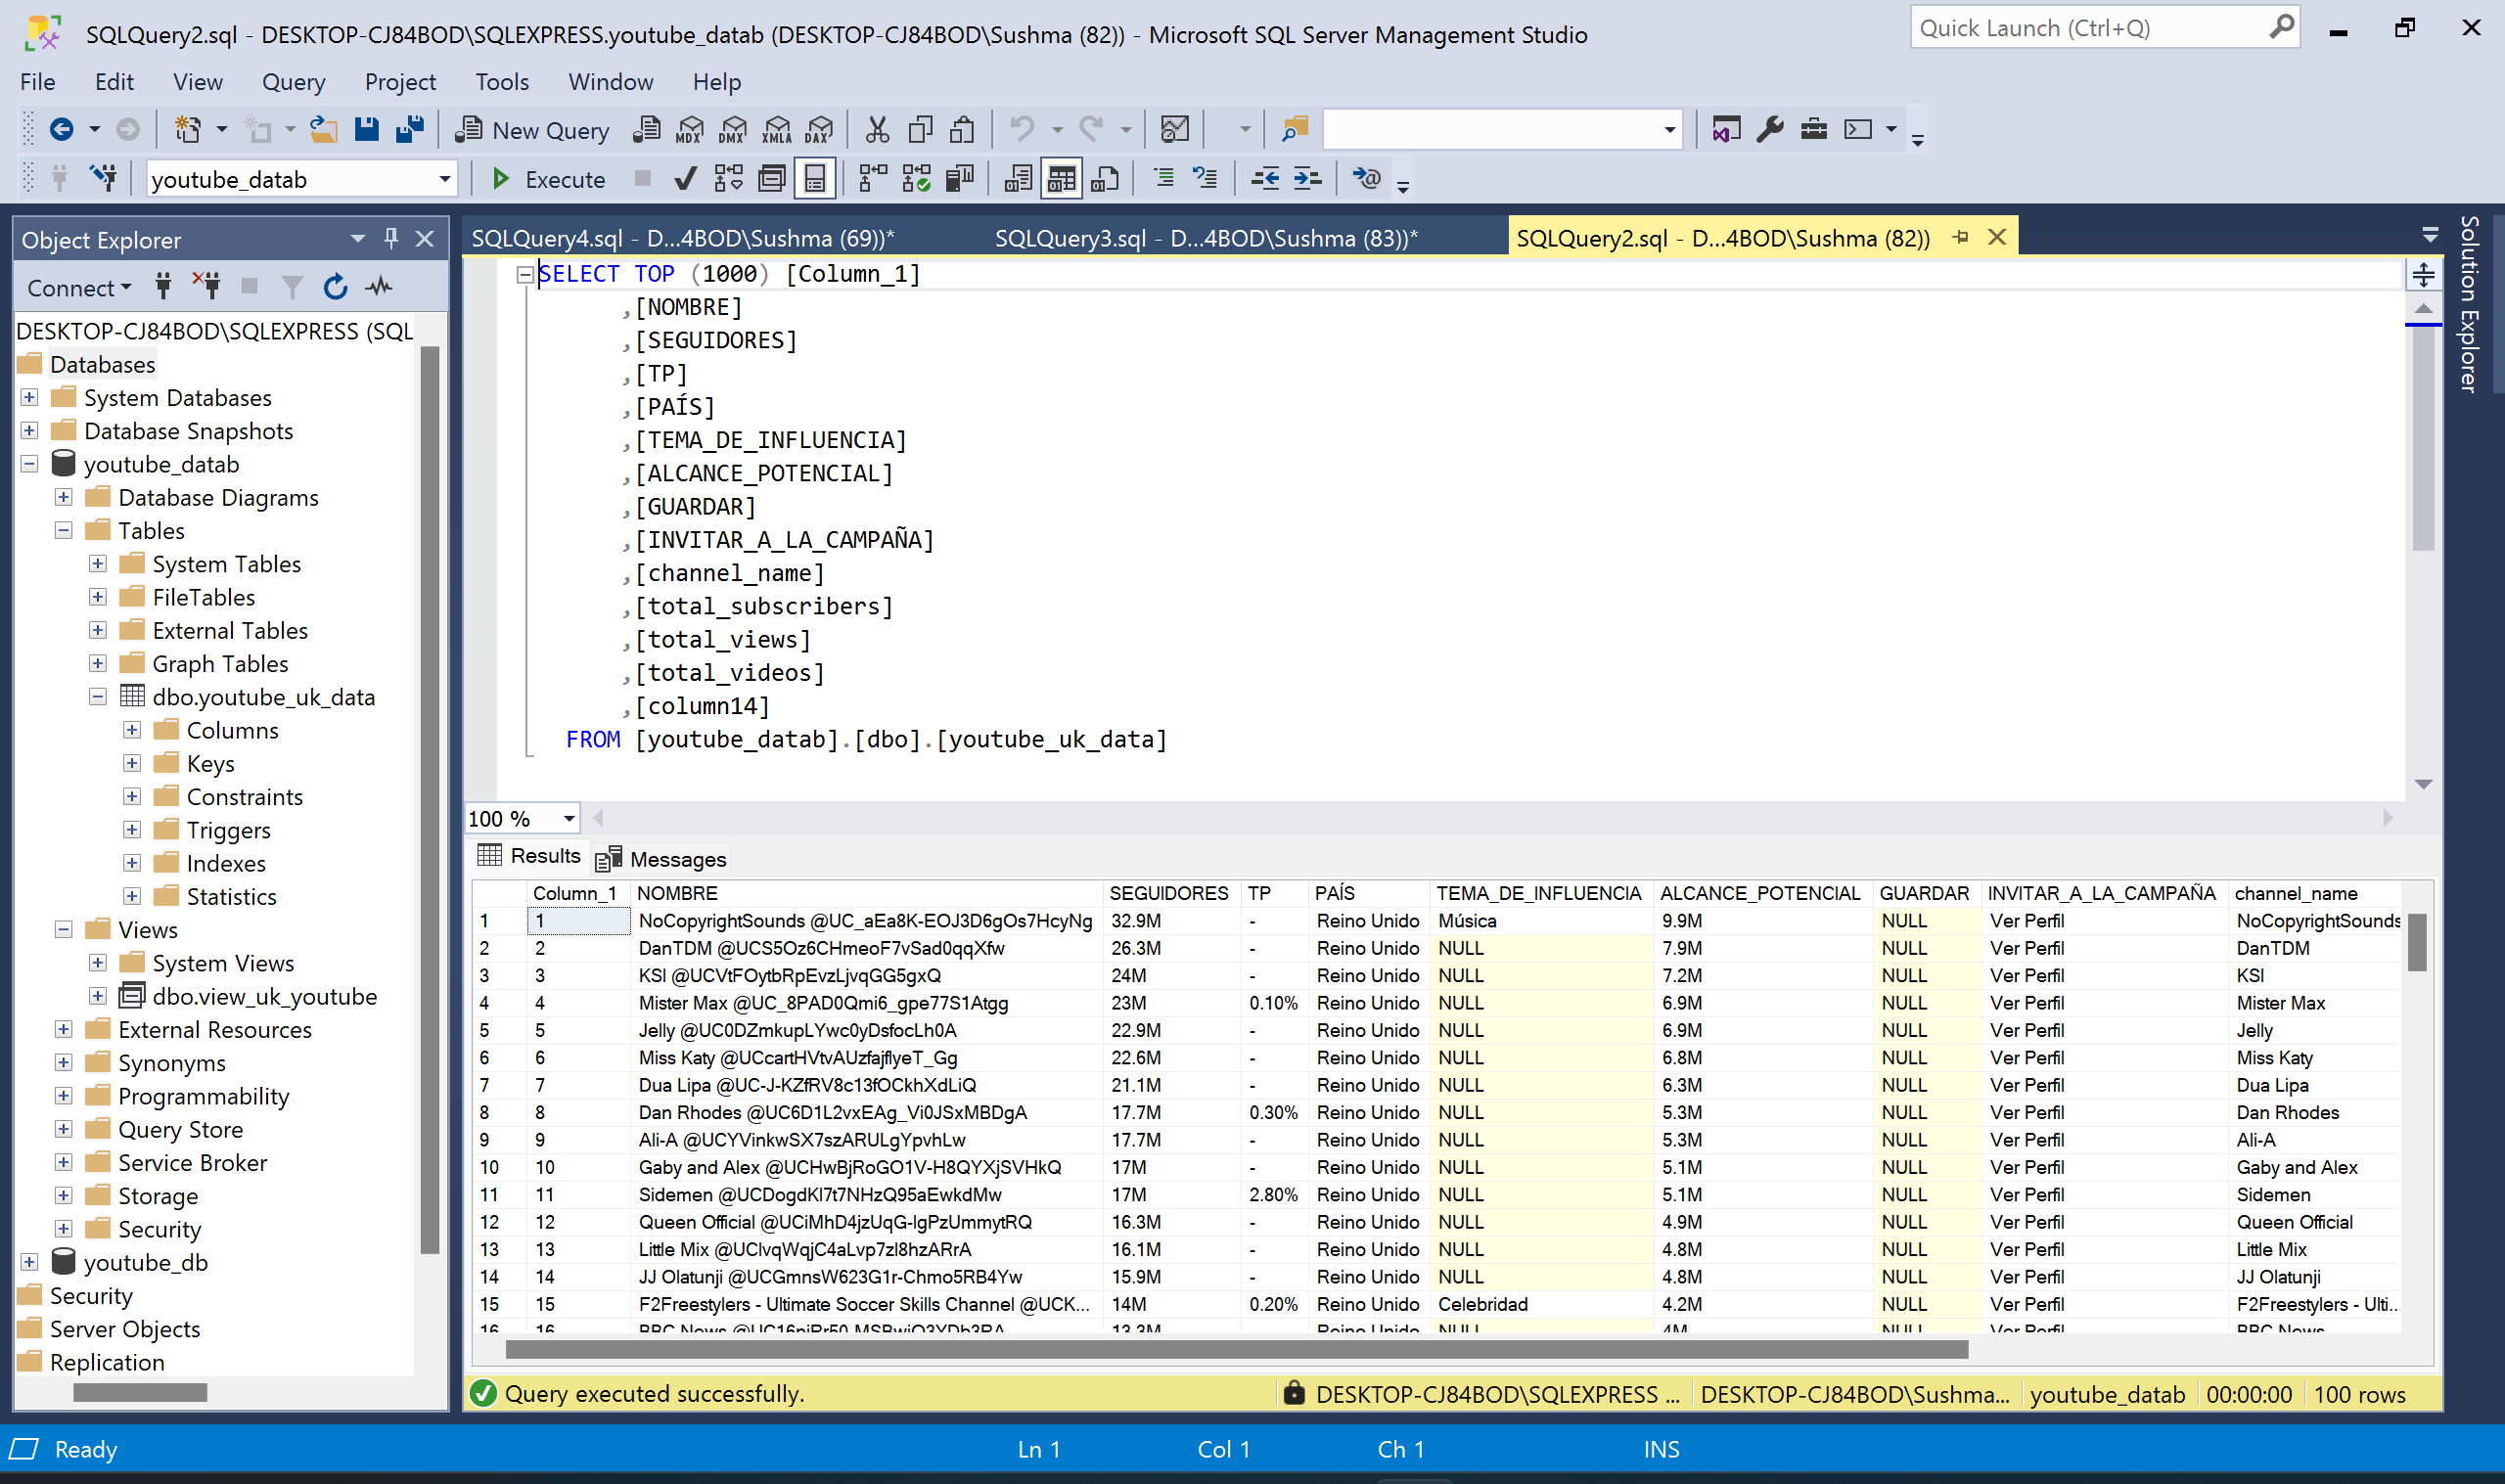 SQLQuery2.sql - DESKTOP-CJ84BOD\SQLEXPRESS.youtube_datab (DESKTOP-CJ84BOD\Sushma (82)) - Microsoft SQL Server Management Studio
Quick Launch (Ctrl+Q)
File Edit View Query Project Tools Window Help
New Query MDX DMX XMLA DAX
youtube_datab Execute
Object Explorer
Connect
DESKTOP-CJ84BOD\SQLEXPRESS (SQL
Databases
System Databases
Database Snapshots
youtube_datab
Database Diagrams
Tables
System Tables
FileTables
External Tables
Graph Tables
dbo.youtube_uk_data
Columns
Keys
Constraints
Triggers
Indexes
Statistics
Views
System Views
dbo.view_uk_youtube
External Resources
Synonyms
Programmability
Query Store
Service Broker
Storage
Security
youtube_db
Security
Server Objects
Replication
SQLQuery4.sql - D...4BOD\Sushma (69))* SQLQuery3.sql - D...4BOD\Sushma (83))* SQLQuery2.sql - D...4BOD\Sushma (82))
Solution Explorer
SELECT TOP (1000) [Column_1]
,[NOMBRE]
,[SEGUIDORES]
,[TP]
,[PAÍS]
,[TEMA_DE_INFLUENCIA]
,[ALCANCE_POTENCIAL]
,[GUARDAR]
,[INVITAR_A_LA_CAMPAÑA]
,[channel_name]
,[total_subscribers]
,[total_views]
,[total_videos]
,[column14]
FROM [youtube_datab].[dbo].[youtube_uk_data]
100 %
Results Messages
Column_1 NOMBRE SEGUIDORES TP PAÍS TEMA_DE_INFLUENCIA ALCANCE_POTENCIAL GUARDAR INVITAR_A_LA_CAMPAÑA channel_name
1 1 NoCopyrightSounds @UC_aEa8K-EOJ3D6gOs7HcyNg 32.9M - Reino Unido Música 9.9M NULL Ver Perfil NoCopyrightSounds
2 2 DanTDM @UCS5Oz6CHmeoF7vSad0qqXfw 26.3M - Reino Unido NULL 7.9M NULL Ver Perfil DanTDM
3 3 KSI @UCVtFOytbRpEvzLjvqGG5gxQ 24M - Reino Unido NULL 7.2M NULL Ver Perfil KSI
4 4 Mister Max @UC_8PAD0Qmi6_gpe77S1Atgg 23M 0.10% Reino Unido NULL 6.9M NULL Ver Perfil Mister Max
5 5 Jelly @UC0DZmkupLYwc0yDsfocLh0A 22.9M - Reino Unido NULL 6.9M NULL Ver Perfil Jelly
6 6 Miss Katy @UCcartHVtvAUzfajflyeT_Gg 22.6M - Reino Unido NULL 6.8M NULL Ver Perfil Miss Katy
7 7 Dua Lipa @UC-J-KZfRV8c13fOCkhXdLiQ 21.1M - Reino Unido NULL 6.3M NULL Ver Perfil Dua Lipa
8 8 Dan Rhodes @UC6D1L2vxEAg_Vi0JSxMBDgA 17.7M 0.30% Reino Unido NULL 5.3M NULL Ver Perfil Dan Rhodes
9 9 Ali-A @UCYVinkwSX7szARULgYpvhLw 17.7M - Reino Unido NULL 5.3M NULL Ver Perfil Ali-A
10 10 Gaby and Alex @UCHwBjRoGO1V-H8QYXjSVHkQ 17M - Reino Unido NULL 5.1M NULL Ver Perfil Gaby and Alex
11 11 Sidemen @UCDogdKl7t7NHzQ95aEwkdMw 17M 2.80% Reino Unido NULL 5.1M NULL Ver Perfil Sidemen
12 12 Queen Official @UCiMhD4jzUqG-IgPzUmmytRQ 16.3M - Reino Unido NULL 4.9M NULL Ver Perfil Queen Official
13 13 Little Mix @UClvqWqjC4aLvp7zl8hzARrA 16.1M - Reino Unido NULL 4.8M NULL Ver Perfil Little Mix
14 14 JJ Olatunji @UCGmnsW623G1r-Chmo5RB4Yw 15.9M - Reino Unido NULL 4.8M NULL Ver Perfil JJ Olatunji
15 15 F2Freestylers - Ultimate Soccer Skills Channel @UCK... 14M 0.20% Reino Unido Celebridad 4.2M NULL Ver Perfil F2Freestylers - Ulti...
16 16 BBC News @UC16niRr50-MSBwiO3YDb3RA 13.3M - Reino Unido NULL 4M NULL Ver Perfil BBC News
Query executed successfully. DESKTOP-CJ84BOD\SQLEXPRESS ... DESKTOP-CJ84BOD\Sushma... youtube_datab 00:00:00 100 rows
Ready Ln 1 Col 1 Ch 1 INS